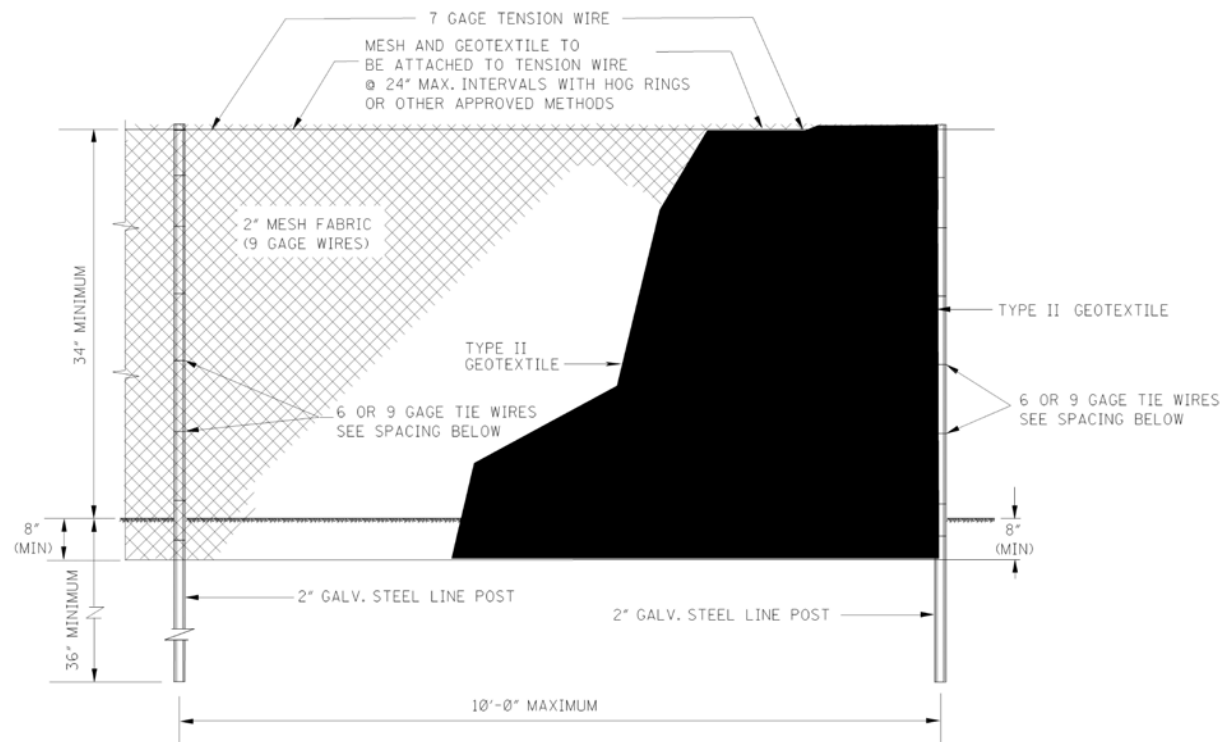 7 GAGE TENSION WIRE
MESH AND GEOTEXTILE TO
BE ATTACHED TO TENSION WIRE
@ 24" MAX. INTERVALS WITH HOG RINGS
OR OTHER APPROVED METHODS
2" MESH FABRIC
(9 GAGE WIRES)
34" MINIMUM
TYPE II GEOTEXTILE
TYPE II
GEOTEXTILE
6 OR 9 GAGE TIE WIRES
SEE SPACING BELOW
6 OR 9 GAGE TIE WIRES
SEE SPACING BELOW
8"
(MIN)
8"
(MIN)
36" MINIMUM
2" GALV. STEEL LINE POST
2" GALV. STEEL LINE POST
10'-0" MAXIMUM